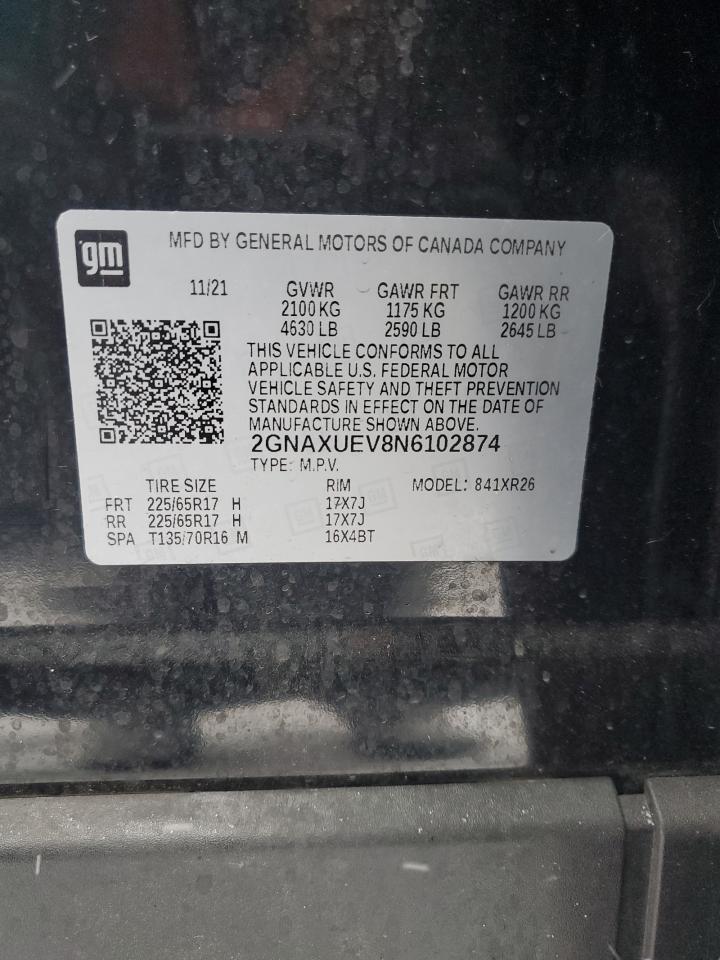 gm
MFD BY GENERAL MOTORS OF CANADA COMPANY
11/21 GVWR GAWR FRT GAWR RR
2100 KG 1175 KG 1200 KG
4630 LB 2590 LB 2645 LB
THIS VEHICLE CONFORMS TO ALL
APPLICABLE U.S. FEDERAL MOTOR
VEHICLE SAFETY AND THEFT PREVENTION
STANDARDS IN EFFECT ON THE DATE OF
MANUFACTURE SHOWN ABOVE.
2GNAXUEV8N6102874
TYPE: M.P.V.
TIRE SIZE RIM MODEL: 841XR26
FRT 225/65R17 H 17X7J
RR 225/65R17 H 17X7J
SPA T135/70R16 M 16X4BT